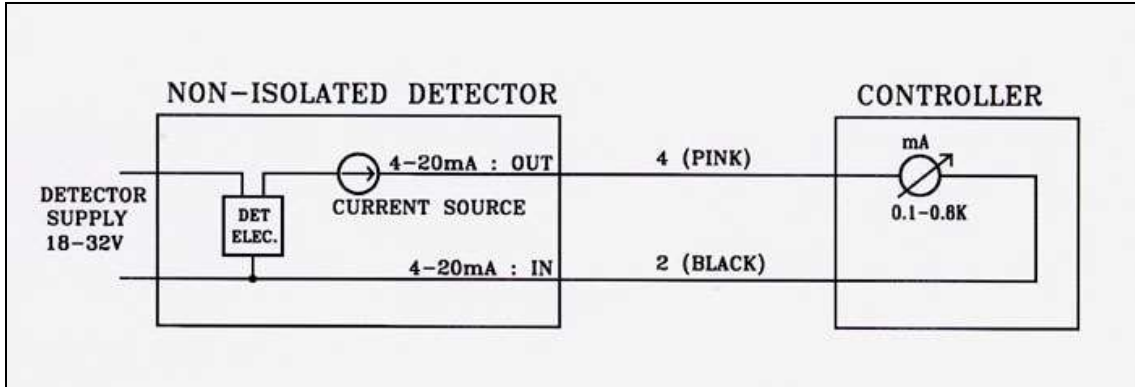 NON-ISOLATED DETECTOR
CONTROLLER
4-20mA : OUT
4 (PINK)
mA
DETECTOR
SUPPLY
18-32V
DET
ELEC.
CURRENT SOURCE
0.1-0.8K
4-20mA : IN
2 (BLACK)